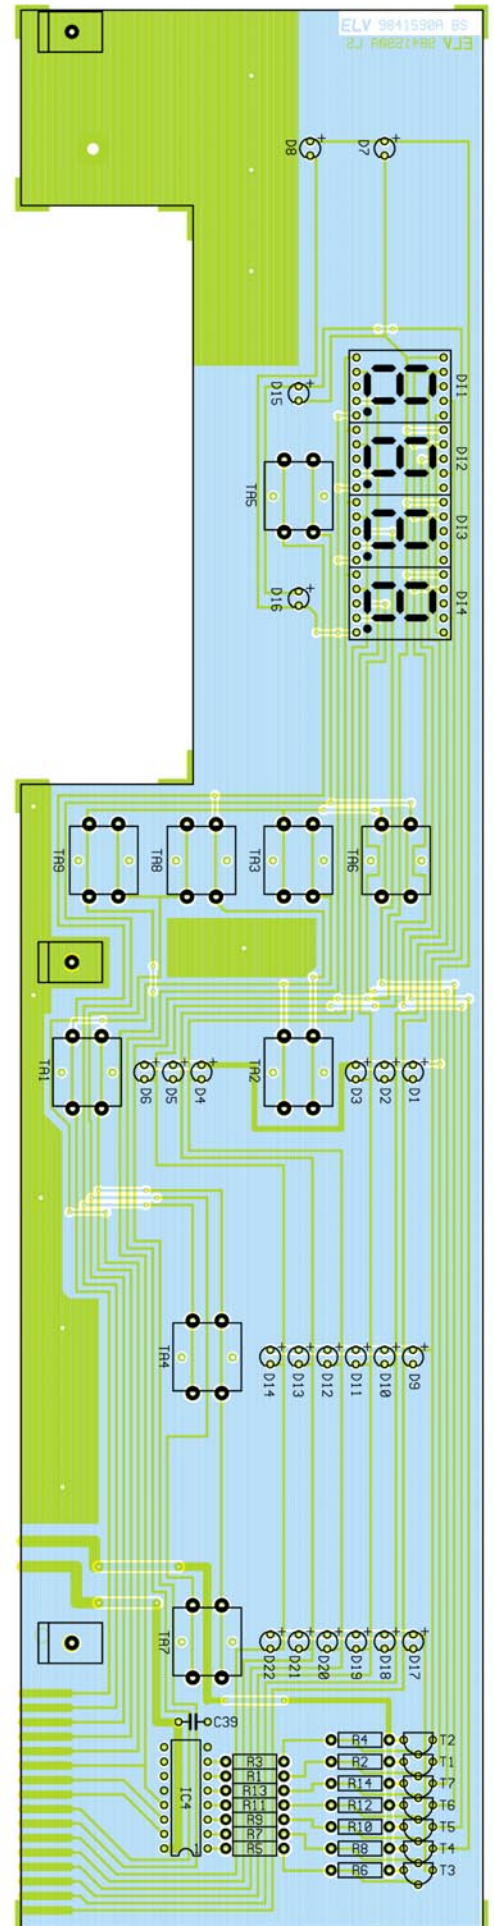 ELV 9841590A BS
ELV 9841590A LS
D8
D7
D15
DI1
DI2
TA5
DI3
D16
DI4
TA9
TA8
TA3
TA6
TA1
D6
D5
D4
TA2
D3
D2
D1
TA4
D14
D13
D12
D11
D10
D9
TA7
D22
D21
D20
D19
D18
D17
C39
IC4
1
R3
R1
R13
R11
R9
R7
R5
R4
R2
R14
R12
R10
R8
R6
T2
T1
T7
T6
T5
T4
T3